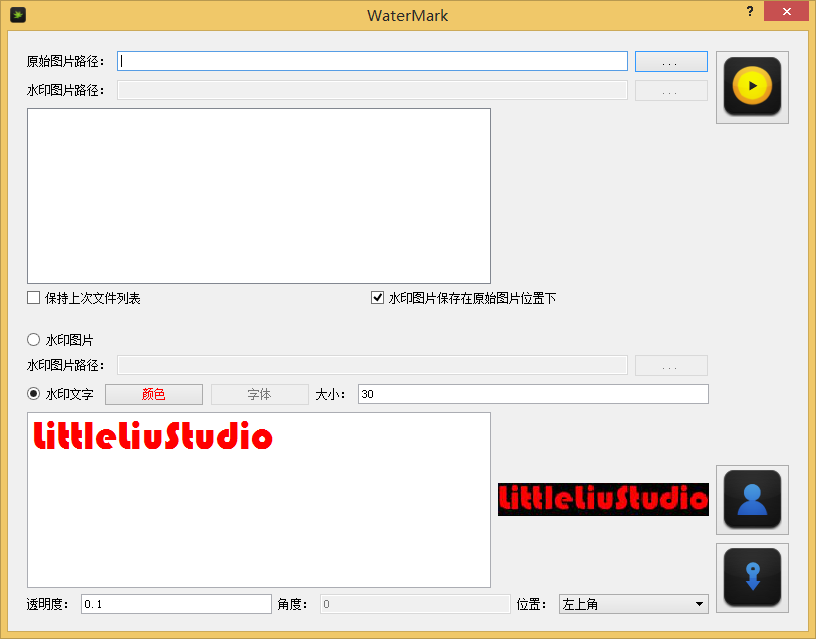 WaterMark
?
原始图片路径:
...
水印图片路径:
...
保持上次文件列表
水印图片保存在原始图片位置下
水印图片
水印图片路径:
...
水印文字 颜色 字体 大小: 30
LittleLiuStudio
LittleLiuStudio
透明度: 0.1 角度: 0 位置: 左上角